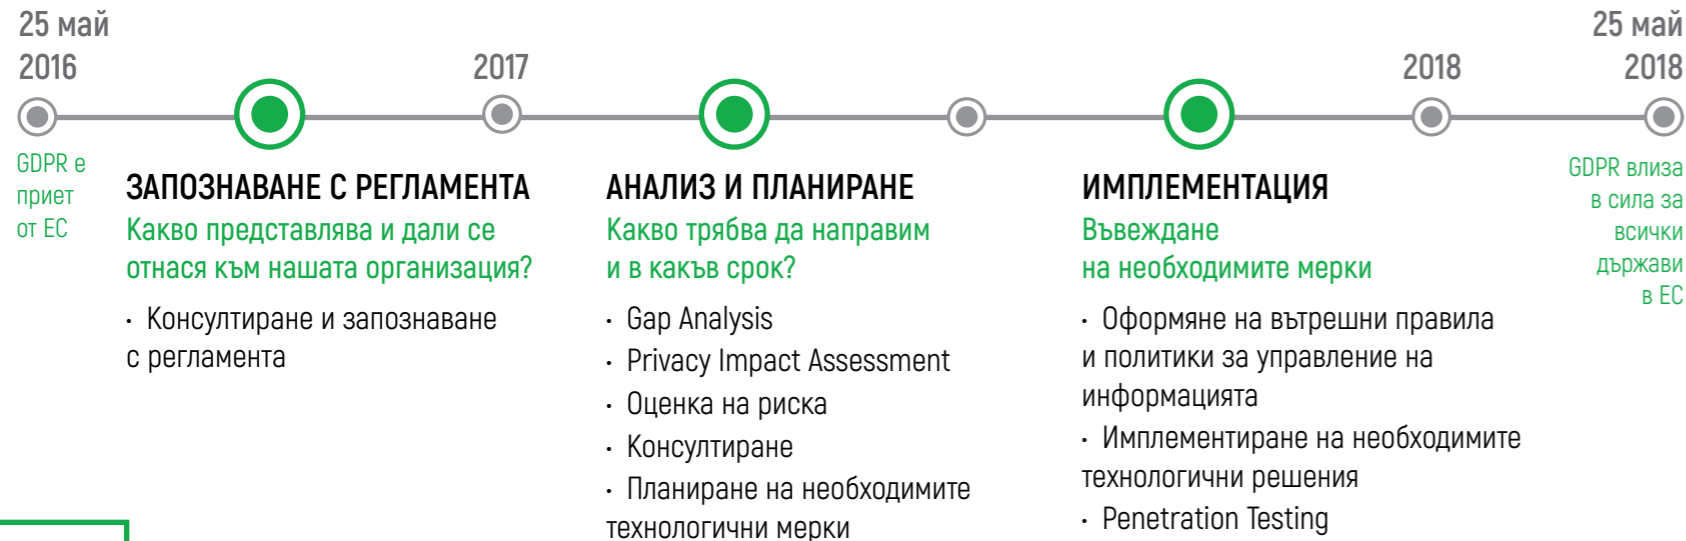 25 май
2016
2017
2018
25 май
2018
GDPR е
приет
от ЕС
ЗАПОЗНАВАНЕ С РЕГЛАМЕНТА
Какво представлява и дали се
отнася към нашата организация?
· Консултиране и запознаване
с регламента
АНАЛИЗ И ПЛАНИРАНЕ
Какво трябва да направим
и в какъв срок?
· Gap Analysis
· Privacy Impact Assessment
· Оценка на риска
· Консултиране
· Планиране на необходимите
технологични мерки
ИМПЛЕМЕНТАЦИЯ
Въвеждане
на необходимите мерки
· Оформяне на вътрешни правила
и политики за управление на
информацията
· Имплементиране на необходимите
технологични решения
· Penetration Testing
GDPR влиза
в сила за
всички
държави
в ЕС